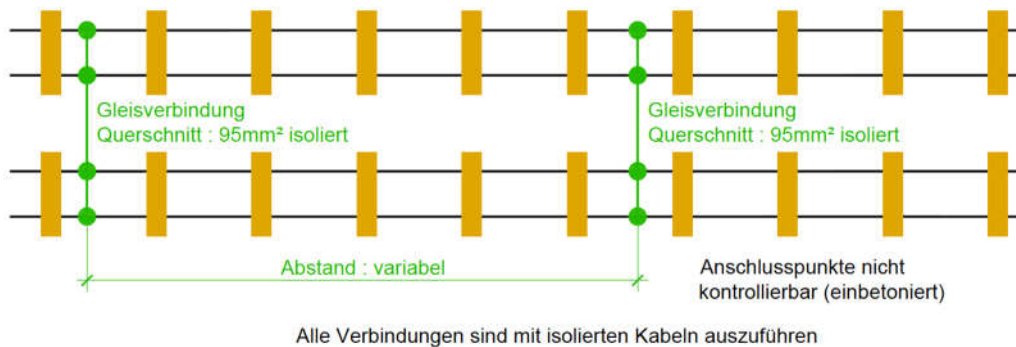 Gleisverbindung
Querschnitt : 95mm² isoliert
Gleisverbindung
Querschnitt : 95mm² isoliert
Abstand : variabel
Anschlusspunkte nicht
kontrollierbar (einbetoniert)
Alle Verbindungen sind mit isolierten Kabeln auszuführen